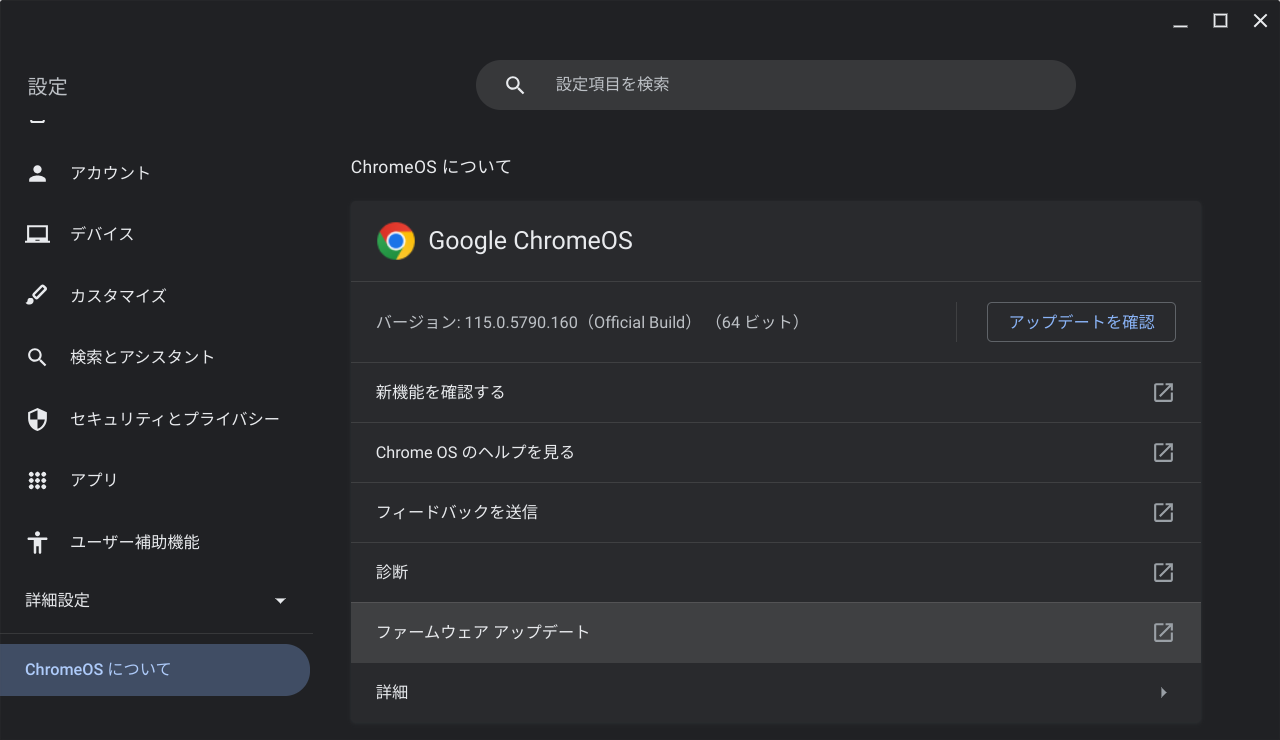 設定
設定項目を検索
アカウント
デバイス
カスタマイズ
検索とアシスタント
セキュリティとプライバシー
アプリ
ユーザー補助機能
詳細設定
ChromeOS について
ChromeOS について
Google ChromeOS
バージョン: 115.0.5790.160（Official Build） （64 ビット）
アップデートを確認
新機能を確認する
Chrome OS のヘルプを見る
フィードバックを送信
診断
ファームウェア アップデート
詳細